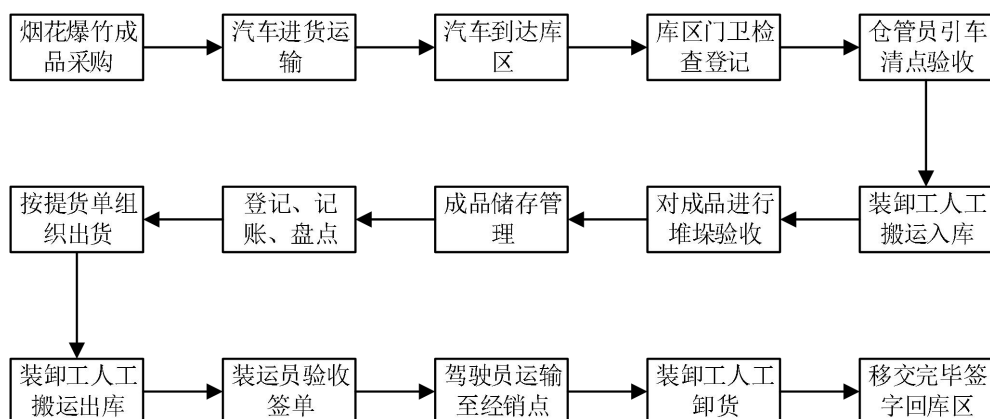 烟花爆竹成
品采购
汽车进货运
输
汽车到达库
区
库区门卫检
查登记
仓管员引车
清点验收
装卸工人工
搬运入库
对成品进行
堆垛验收
成品储存管
理
登记、记
账、盘点
按提货单组
织出货
装卸工人工
搬运出库
装运员验收
签单
驾驶员运输
至经销点
装卸工人工
卸货
移交完毕签
字回库区